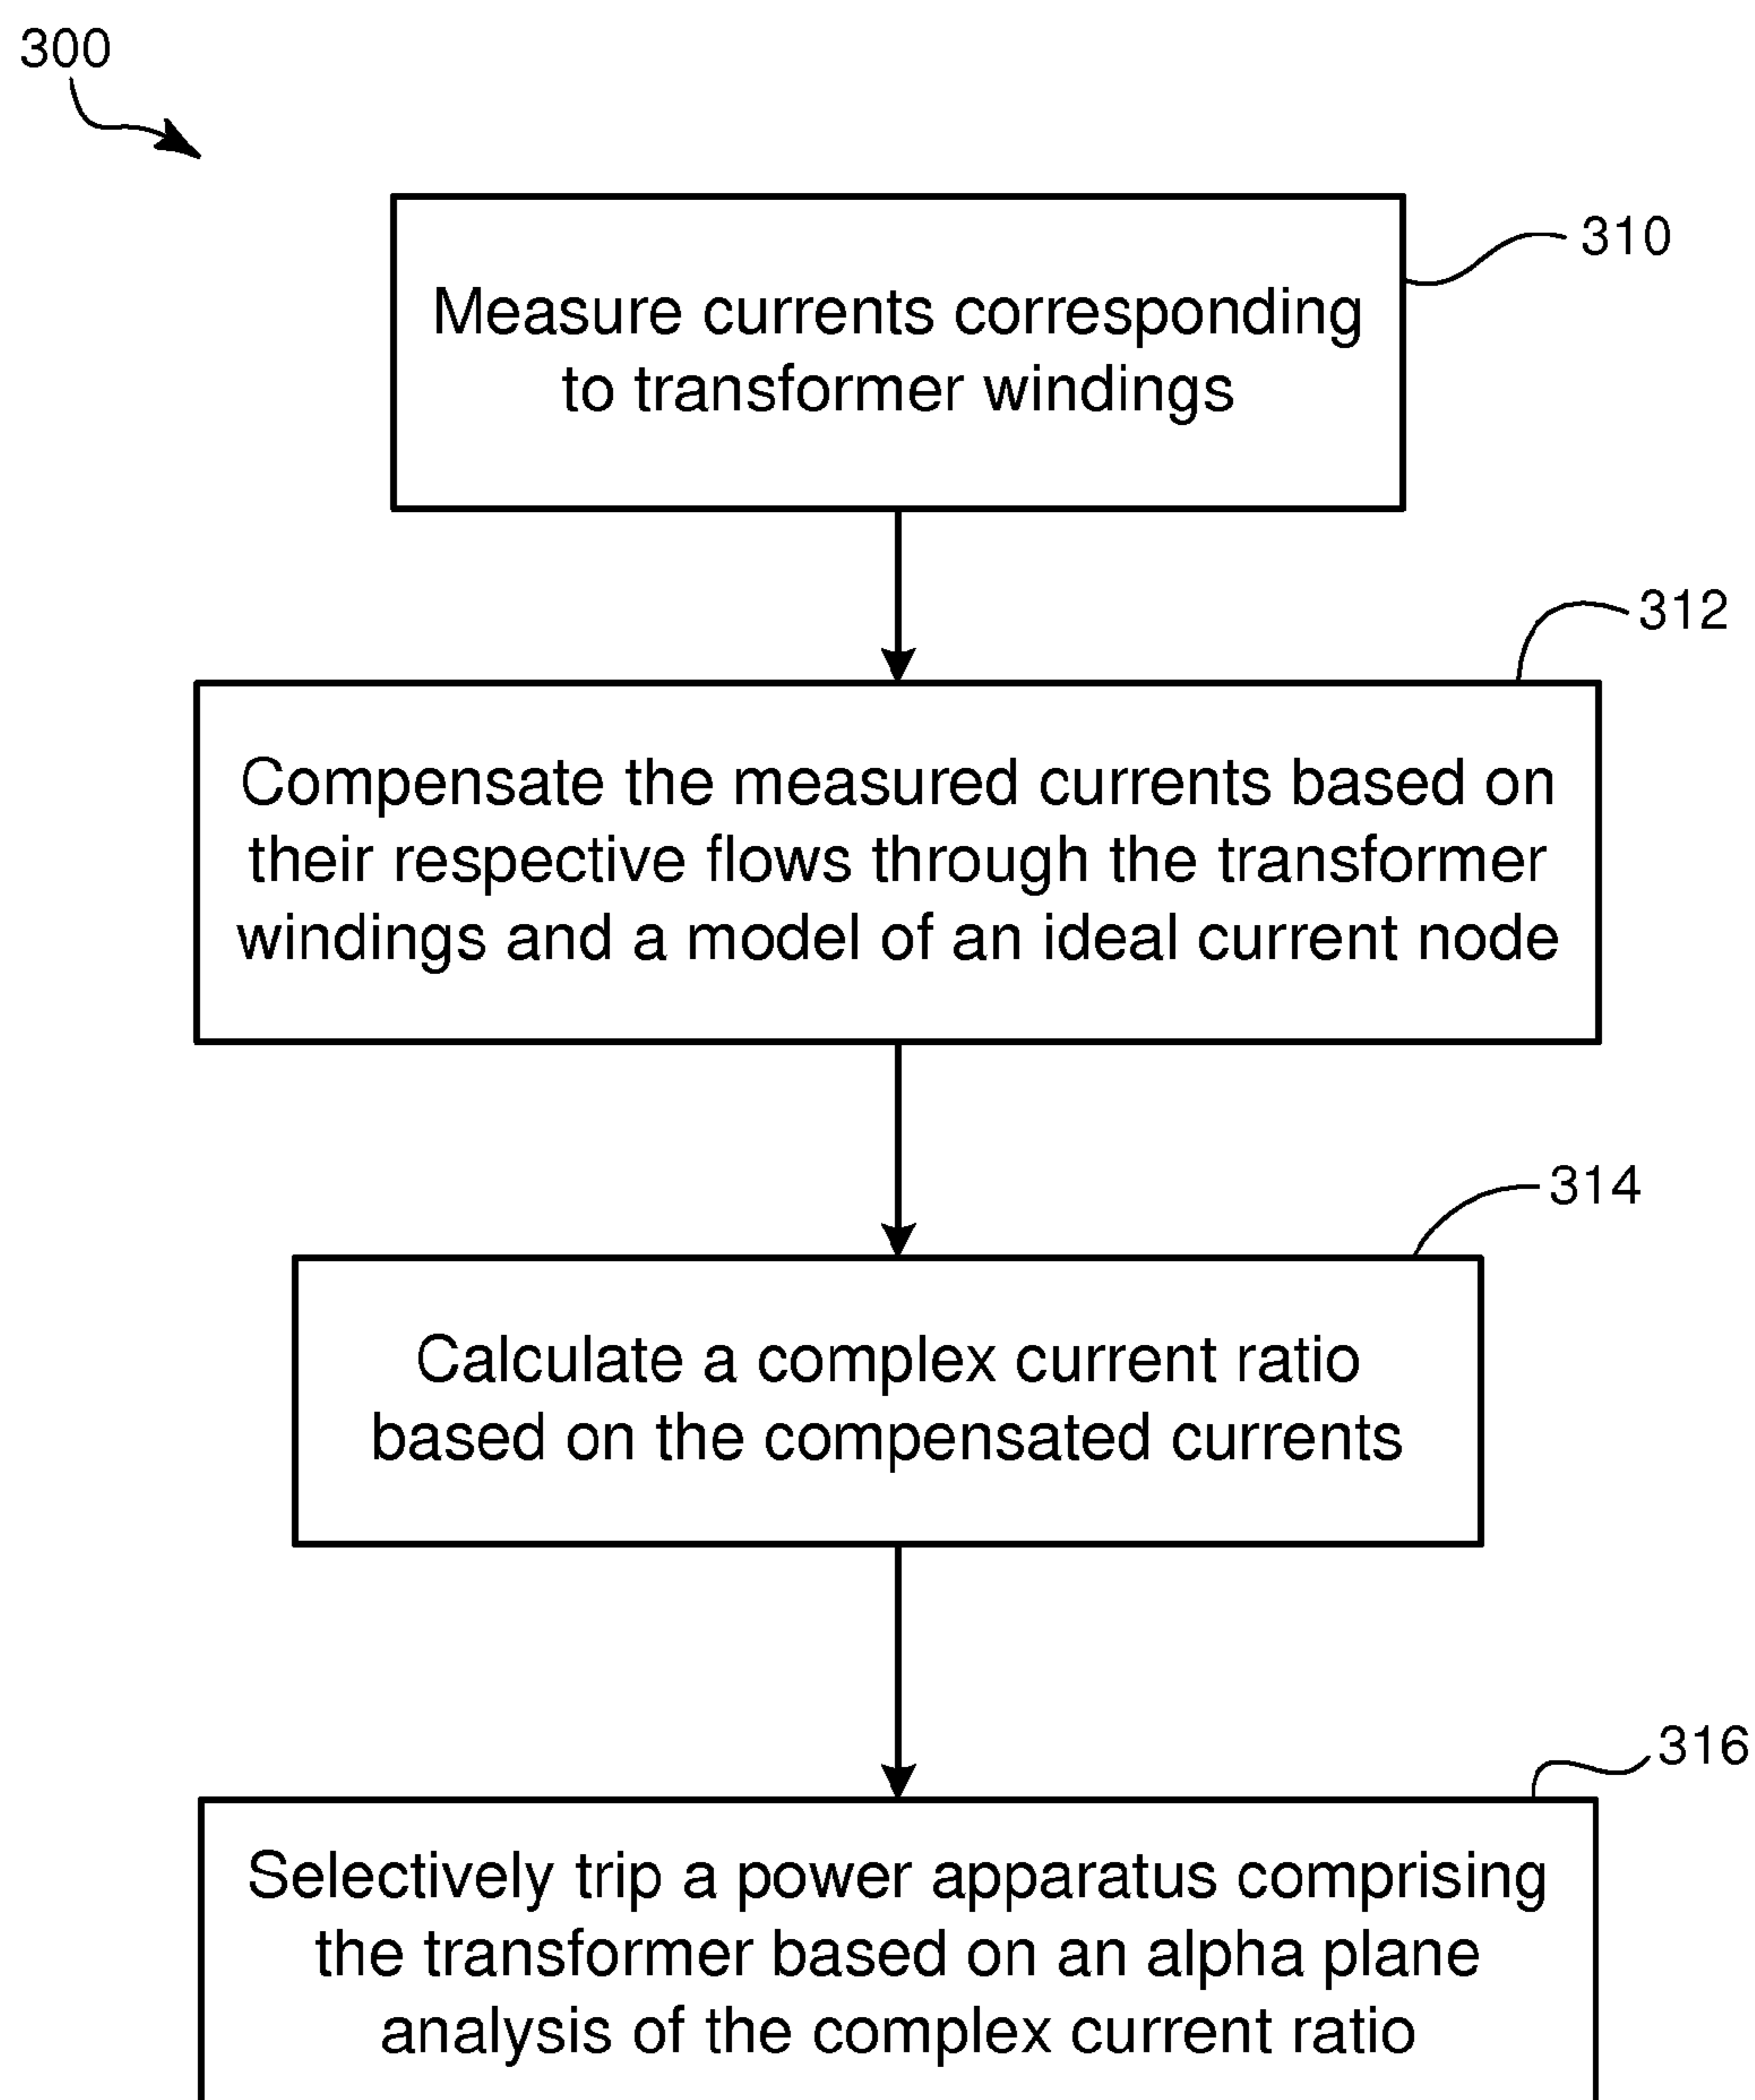 300
310
Measure currents corresponding
to transformer windings
312
Compensate the measured currents based on
their respective flows through the transformer
windings and a model of an ideal current node
314
Calculate a complex current ratio
based on the compensated currents
316
Selectively trip a power apparatus comprising
the transformer based on an alpha plane
analysis of the complex current ratio